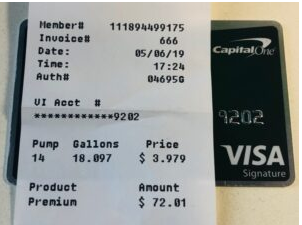 Member# 111894499175
Invoice# 666
Date: 05/06/19
Time: 17:24
Auth# 04695G
VI Acct #
************9202
Pump Gallons Price
14 18.097 $ 3.979
Product Amount
Premium $ 72.01
Capital One
9202
VISA
Signature